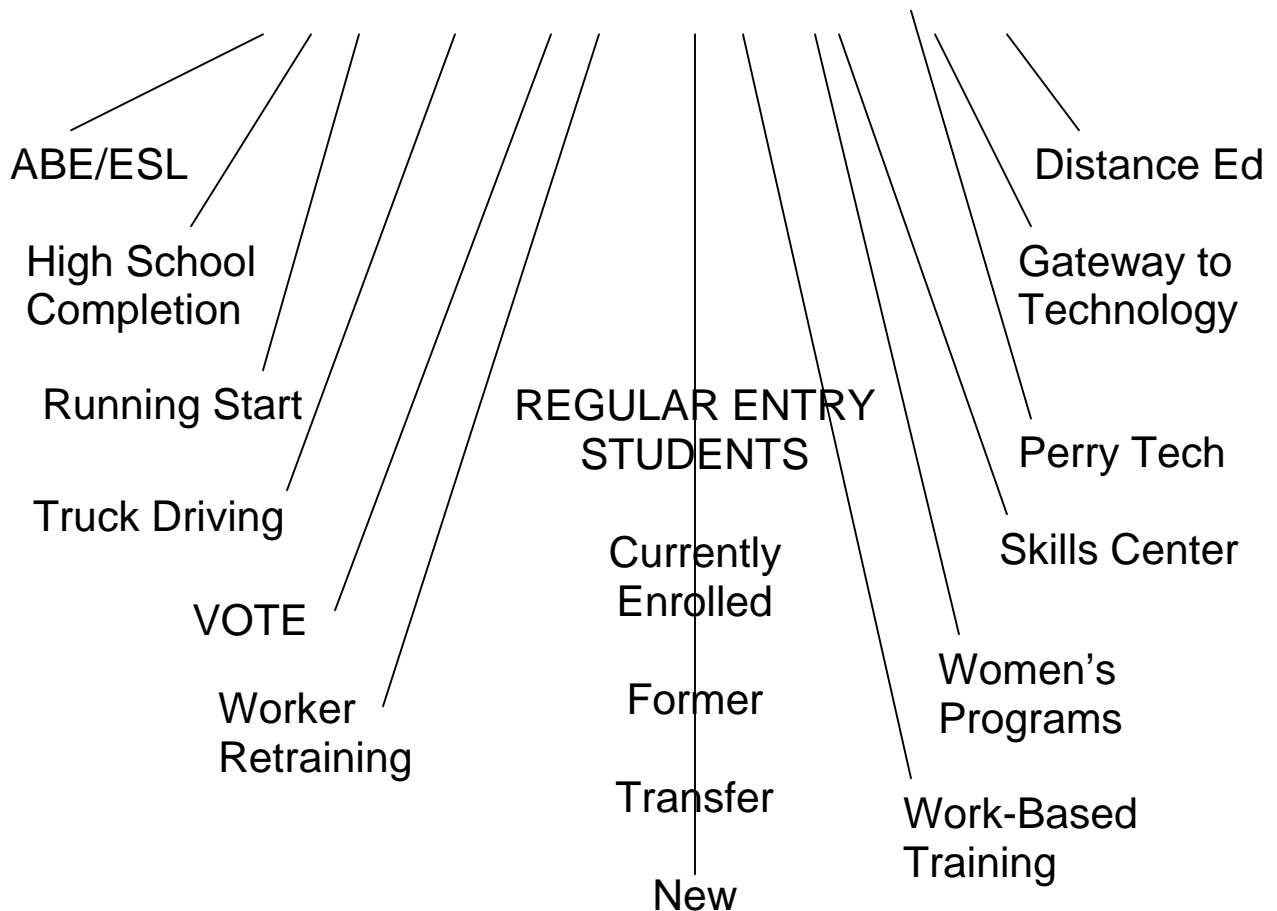 ABE/ESL
High School
Completion
Running Start
Truck Driving
VOTE
Worker
Retraining
REGULAR ENTRY
STUDENTS
Currently
Enrolled
Former
Transfer
New
Distance Ed
Gateway to
Technology
Perry Tech
Skills Center
Women’s
Programs
Work-Based
Training